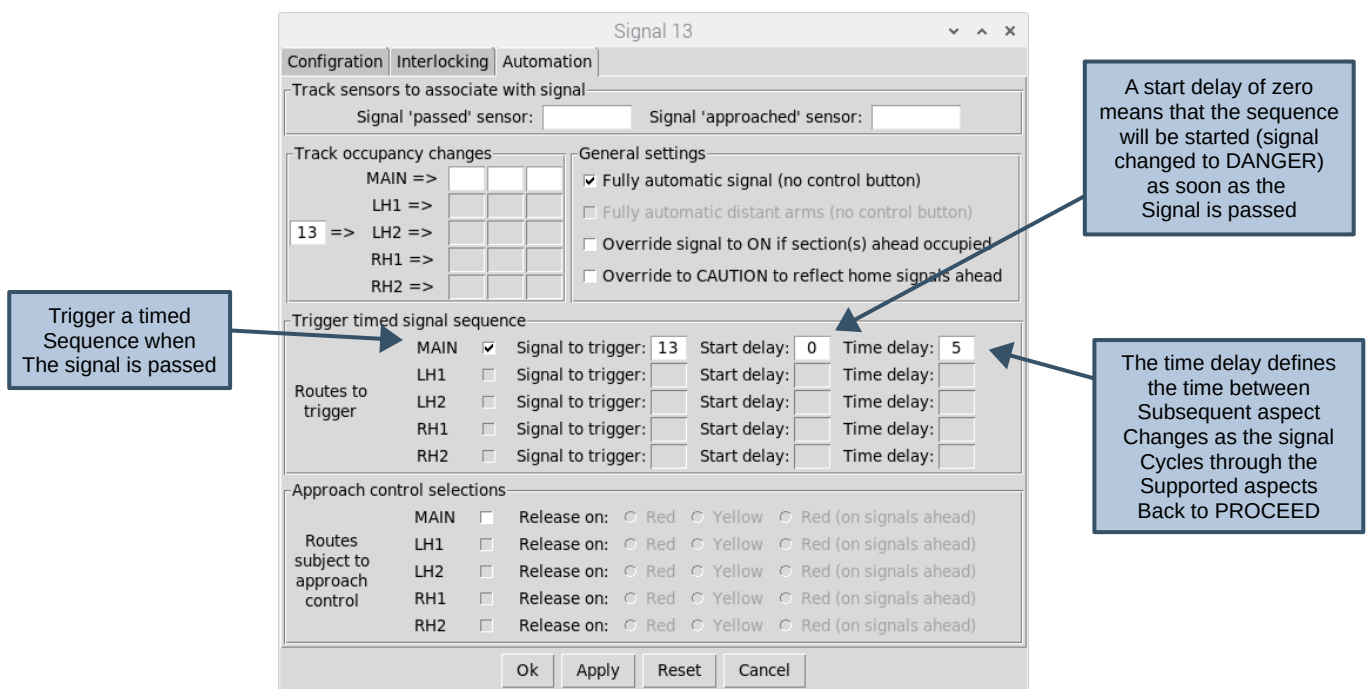 Signal 13
Configration Interlocking Automation
Track sensors to associate with signal
Signal 'passed' sensor: Signal 'approached' sensor:
Track occupancy changes
MAIN =>
LH1 =>
13 => LH2 =>
RH1 =>
RH2 =>
General settings
Fully automatic signal (no control button)
Fully automatic distant arms (no control button)
Override signal to ON if section(s) ahead occupied
Override to CAUTION to reflect home signals ahead
Trigger timed signal sequence
Routes to
trigger
MAIN Signal to trigger: 13 Start delay: 0 Time delay: 5
LH1 Signal to trigger: Start delay: Time delay:
LH2 Signal to trigger: Start delay: Time delay:
RH1 Signal to trigger: Start delay: Time delay:
RH2 Signal to trigger: Start delay: Time delay:
Approach control selections
Routes
subject to
approach
control
MAIN Release on: Red Yellow Red (on signals ahead)
LH1 Release on: Red Yellow Red (on signals ahead)
LH2 Release on: Red Yellow Red (on signals ahead)
RH1 Release on: Red Yellow Red (on signals ahead)
RH2 Release on: Red Yellow Red (on signals ahead)
Ok Apply Reset Cancel
Trigger a timed
Sequence when
The signal is passed
A start delay of zero
means that the sequence
will be started (signal
changed to DANGER)
as soon as the
Signal is passed
The time delay defines
the time between
Subsequent aspect
Changes as the signal
Cycles through the
Supported aspects
Back to PROCEED